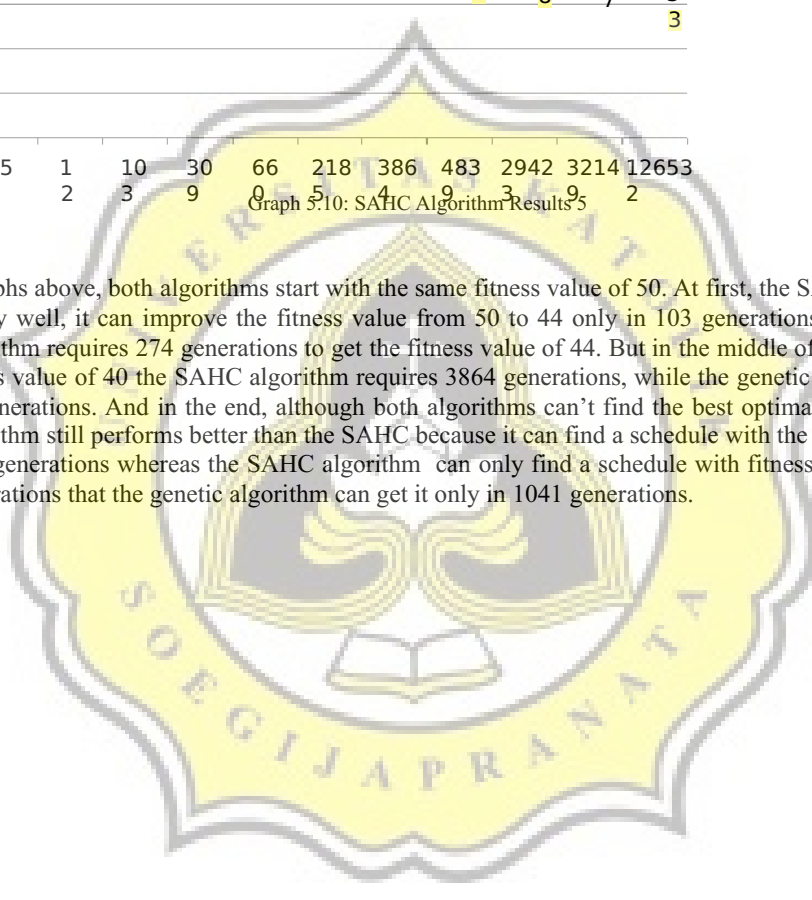 3
5 1 10 30 66 218 386 483 2942 3214 12653
2 3 9 0 5 4 9 3 9 2
Graph 5.10: SAHC Algorithm Results 5
phs above, both algorithms start with the same fitness value of 50. At first, the S
y well, it can improve the fitness value from 50 to 44 only in 103 generations
thm requires 274 generations to get the fitness value of 44. But in the middle of
s value of 40 the SAHC algorithm requires 3864 generations, while the genetic
nerations. And in the end, although both algorithms can't find the best optima
thm still performs better than the SAHC because it can find a schedule with the
generations whereas the SAHC algorithm can only find a schedule with fitness
rations that the genetic algorithm can get it only in 1041 generations.
UNIVERSITAS KATOLIK
SOEGIJAPRANATA